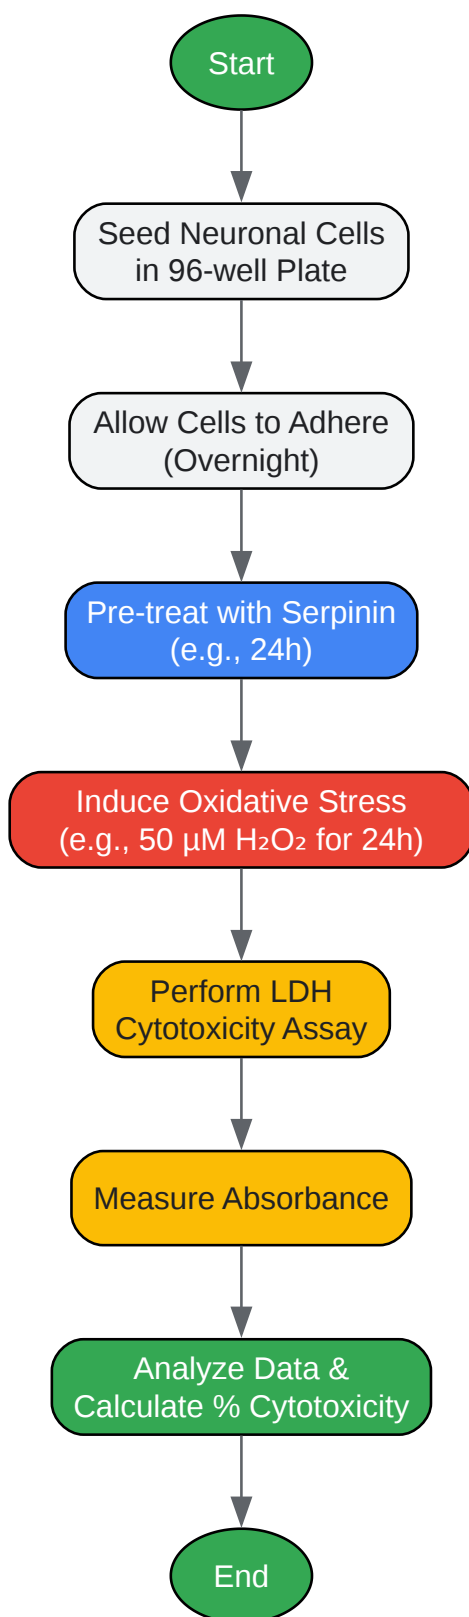 Start
Seed Neuronal Cells
in 96-well Plate
Allow Cells to Adhere
(Overnight)
Pre-treat with Serpinin
(e.g., 24h)
Induce Oxidative Stress
(e.g., 50 µM H₂O₂ for 24h)
Perform LDH
Cytotoxicity Assay
Measure Absorbance
Analyze Data &
Calculate % Cytotoxicity
End